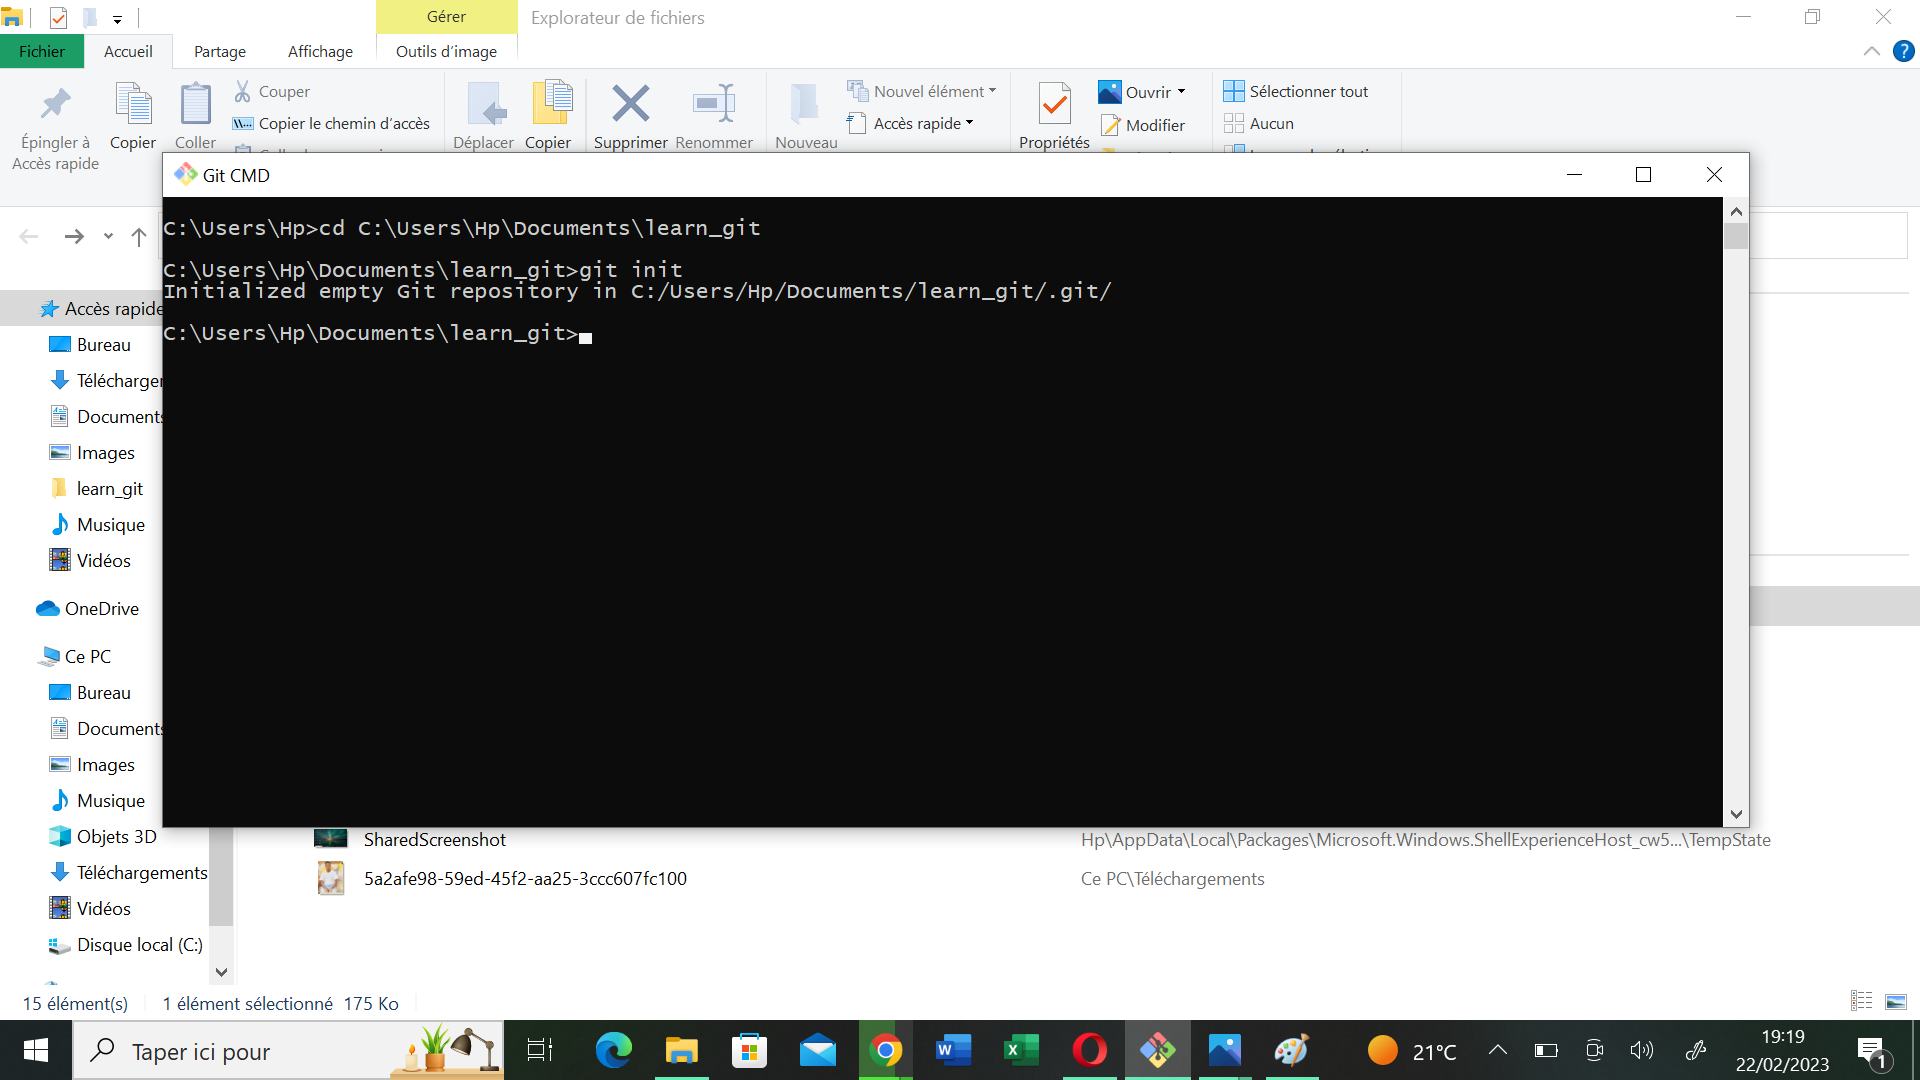 Gérer
Explorateur de fichiers
Fichier
Accueil
Partage
Affichage
Outils d'image
Épingler à
Accès rapide
Copier
Coller
Couper
Copier le chemin d'accès
Déplacer
Copier
Supprimer
Renommer
Nouveau
Nouvel élément
Accès rapide
Propriétés
Ouvrir
Modifier
Sélectionner tout
Aucun
Git CMD
C:\Users\Hp>cd C:\Users\Hp\Documents\learn_git
C:\Users\Hp\Documents\learn_git>git init
Initialized empty Git repository in C:/Users/Hp/Documents/learn_git/.git/
C:\Users\Hp\Documents\learn_git>
Accès rapide
Bureau
Télécharger
Documents
Images
learn_git
Musique
Vidéos
OneDrive
Ce PC
Bureau
Documents
Images
Musique
Objets 3D
Téléchargements
Vidéos
Disque local (C:)
SharedScreenshot
Hp\AppData\Local\Packages\Microsoft.Windows.ShellExperienceHost_cw5...\TempState
5a2afe98-59ed-45f2-aa25-3ccc607fc100
Ce PC\Téléchargements
15 élément(s)
1 élément sélectionné 175 Ko
Taper ici pour
21°C
19:19
22/02/2023
1